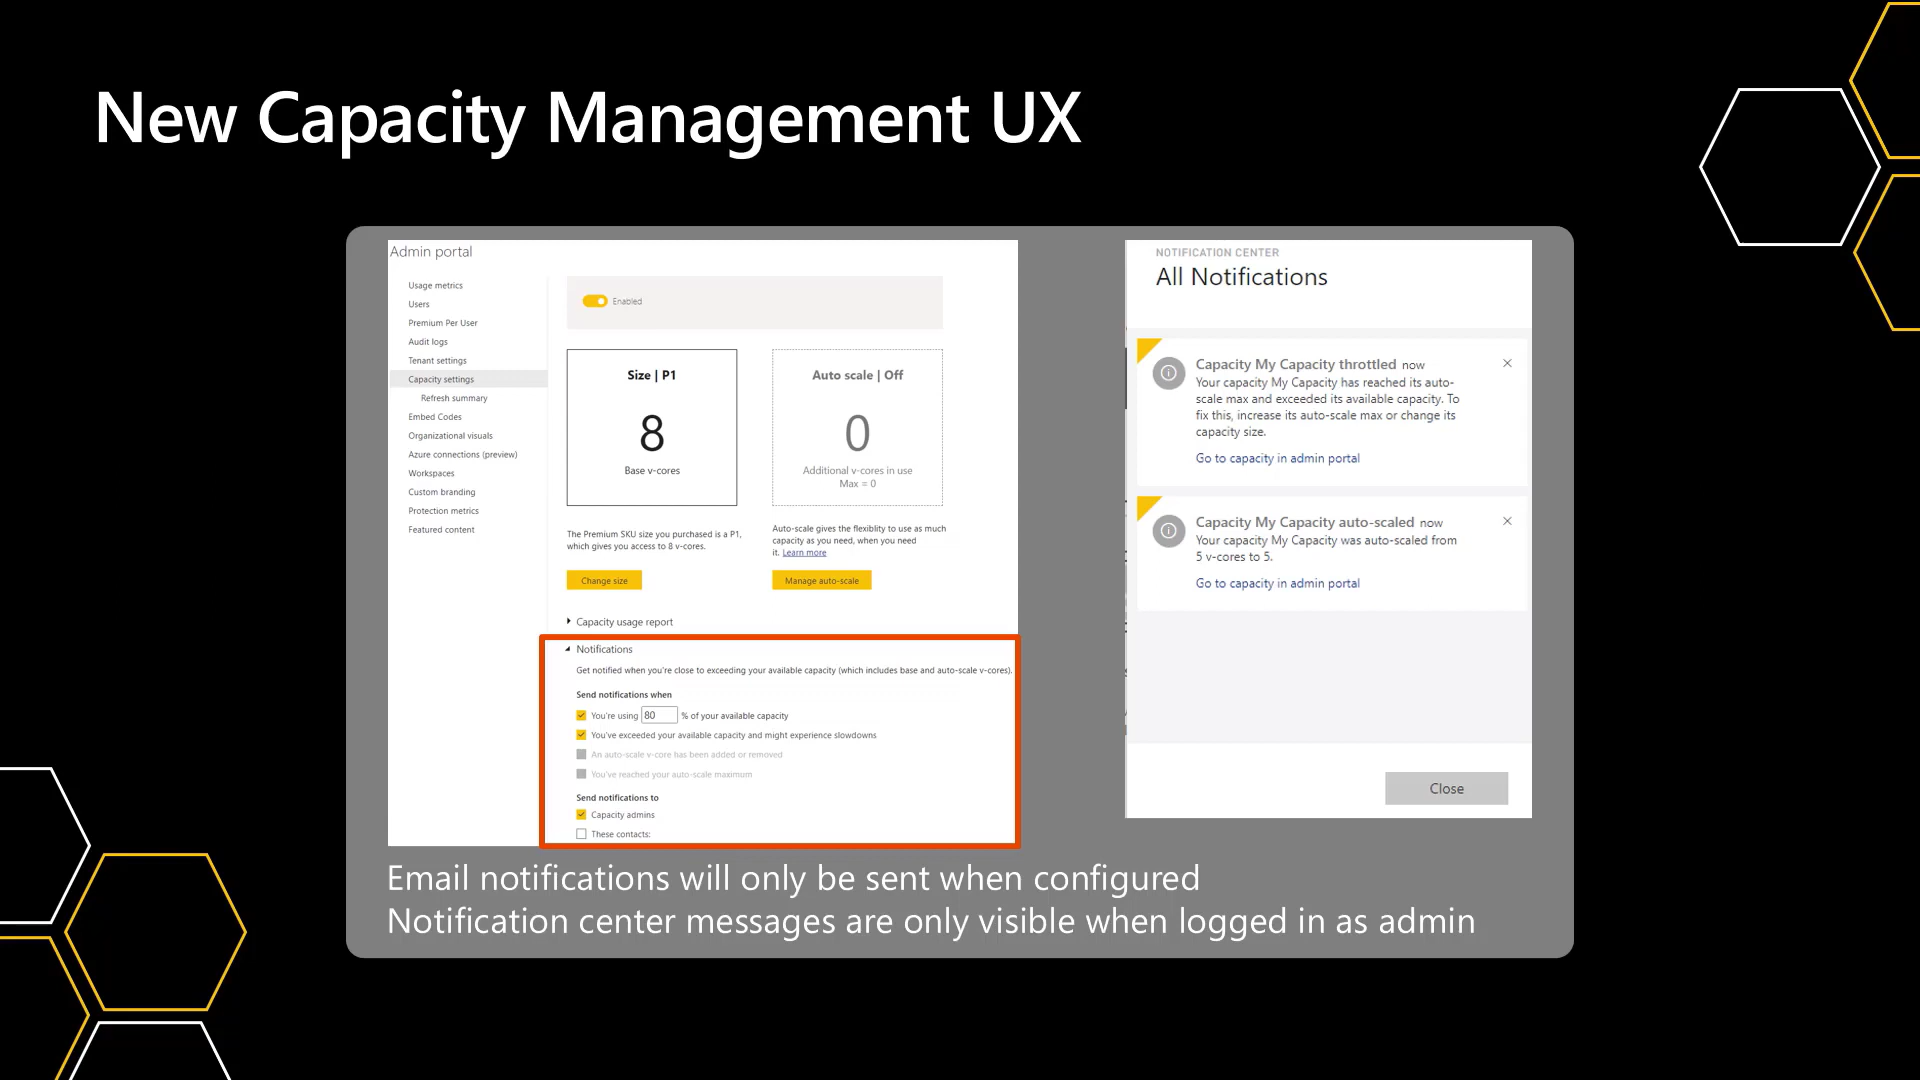 New Capacity Management UX
Admin portal
Usage metrics
Users
Premium Per User
Audit logs
Tenant settings
Capacity settings
Refresh summary
Embed Codes
Organizational visuals
Azure connections (preview)
Workspaces
Custom branding
Protection metrics
Featured content
Enabled
Size | P1
8
Base v-cores
The Premium SKU size you purchased is a P1,
which gives you access to 8 v-cores.
Change size
Auto scale | Off
0
Additional v-cores in use
Max = 0
Auto-scale gives the flexiblity to use as much
capacity as you need, when you need
it. Learn more
Manage auto-scale
Capacity usage report
Notifications
Get notified when you're close to exceeding your available capacity (which includes base and auto-scale v-cores).
Send notifications when
You're using 80 % of your available capacity
You've exceeded your available capacity and might experience slowdowns
An auto-scale v-core has been added or removed
You've reached your auto-scale maximum
Send notifications to
Capacity admins
These contacts:
NOTIFICATION CENTER
All Notifications
Capacity My Capacity throttled now
Your capacity My Capacity has reached its auto-
scale max and exceeded its available capacity. To
fix this, increase its auto-scale max or change its
capacity size.
Go to capacity in admin portal
Capacity My Capacity auto-scaled now
Your capacity My Capacity was auto-scaled from
5 v-cores to 5.
Go to capacity in admin portal
Close
Email notifications will only be sent when configured
Notification center messages are only visible when logged in as admin